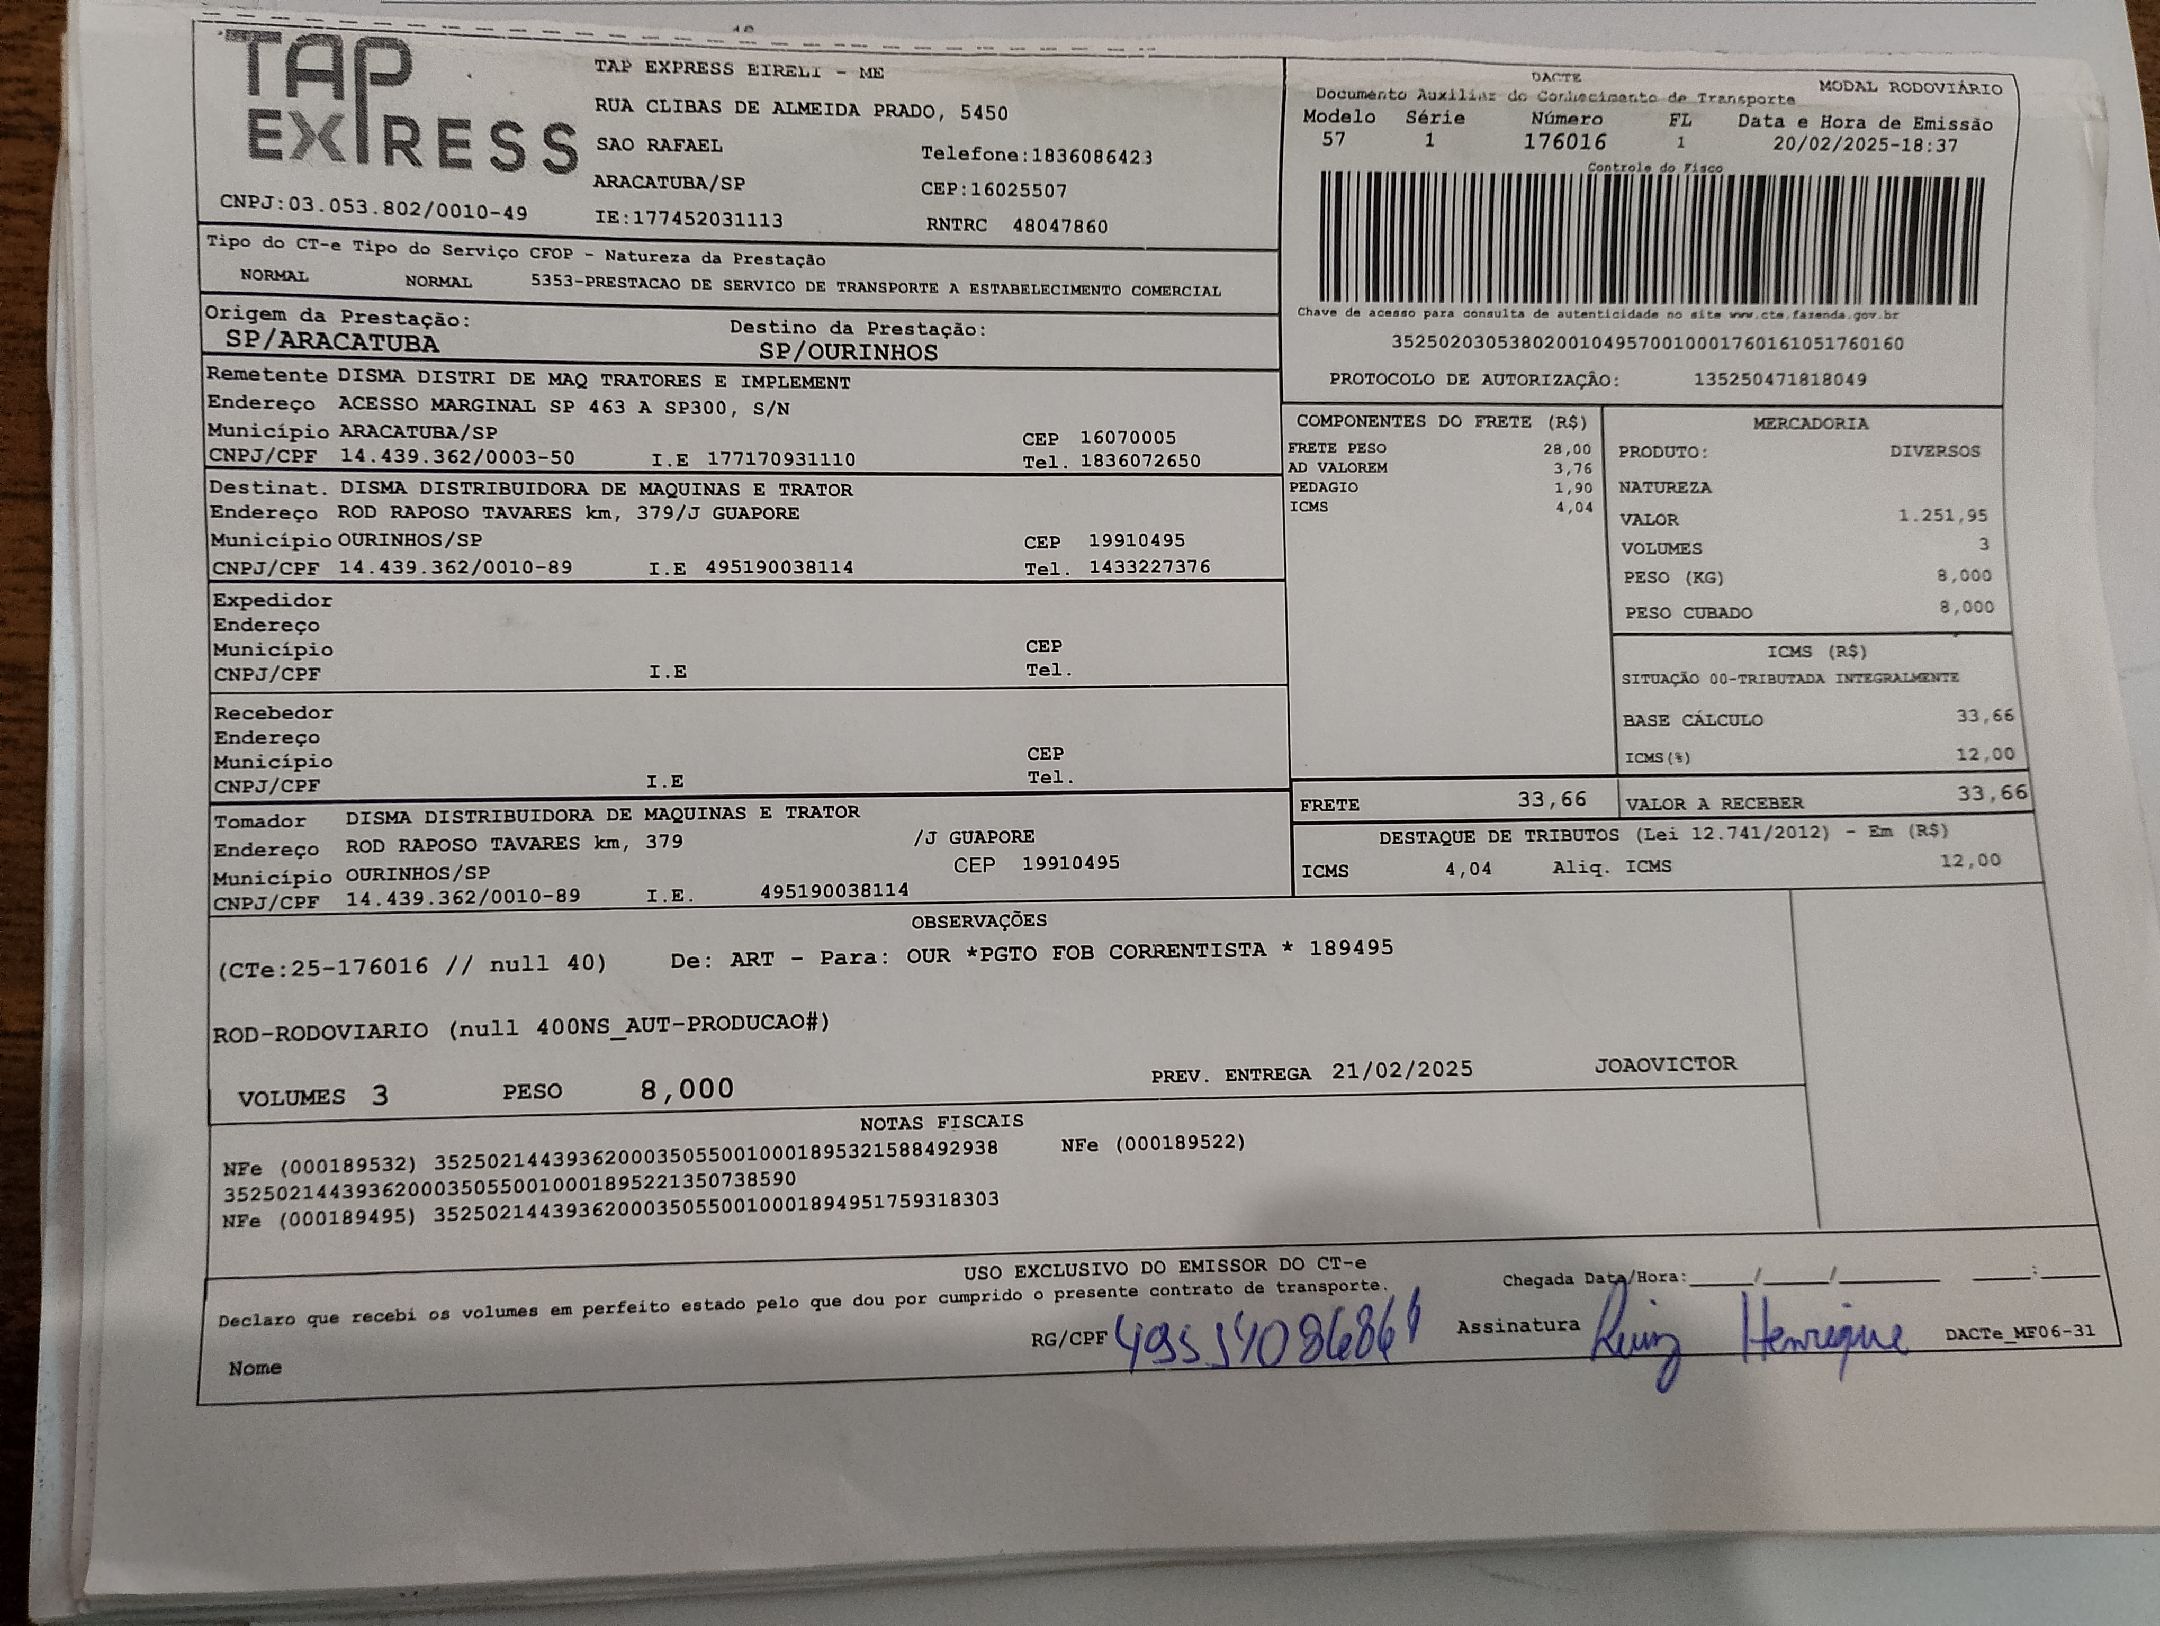 TAP
EXPRESS
TAP EXPRESS EIRELI - ME
RUA CLIBAS DE ALMEIDA PRADO, 5450
SAO RAFAEL
Telefone:1836086423
ARACATUBA/SP
CEP:16025507
CNPJ:03.053.802/0010-49
IE:177452031113
RNTRC 48047860
DACTE
MODAL RODOVIÁRIO
Documento Auxiliar do Conhecimento de Transporte
Modelo Série Número FL Data e Hora de Emissão
57 1 176016 1 20/02/2025-18:37
Controle do Fisco
Chave de acesso para consulta de autenticidade no site www.cte.fazenda.gov.br
35250203053802001049570010001760161051760160
PROTOCOLO DE AUTORIZAÇÃO: 135250471818049
Tipo do CT-e Tipo do Serviço CFOP - Natureza da Prestação
NORMAL NORMAL 5353-PRESTACAO DE SERVICO DE TRANSPORTE A ESTABELECIMENTO COMERCIAL
Origem da Prestação: Destino da Prestação:
SP/ARACATUBA SP/OURINHOS
Remetente DISMA DISTRI DE MAQ TRATORES E IMPLEMENT
Endereço ACESSO MARGINAL SP 463 A SP300, S/N
Município ARACATUBA/SP CEP 16070005
CNPJ/CPF 14.439.362/0003-50 I.E 177170931110 Tel. 1836072650
Destinat. DISMA DISTRIBUIDORA DE MAQUINAS E TRATOR
Endereço ROD RAPOSO TAVARES km, 379/J GUAPORE
Município OURINHOS/SP CEP 19910495
CNPJ/CPF 14.439.362/0010-89 I.E 495190038114 Tel. 1433227376
Expedidor
Endereço
Município CEP
CNPJ/CPF I.E Tel.
Recebedor
Endereço
Município CEP
CNPJ/CPF I.E Tel.
Tomador DISMA DISTRIBUIDORA DE MAQUINAS E TRATOR
Endereço ROD RAPOSO TAVARES km, 379 /J GUAPORE
Município OURINHOS/SP CEP 19910495
CNPJ/CPF 14.439.362/0010-89 I.E. 495190038114
COMPONENTES DO FRETE (R$)
FRETE PESO 28,00
AD VALOREM 3,76
PEDAGIO 1,90
ICMS 4,04
MERCADORIA
PRODUTO: DIVERSOS
NATUREZA
VALOR 1.251,95
VOLUMES 3
PESO (KG) 8,000
PESO CUBADO 8,000
ICMS (R$)
SITUAÇÃO 00-TRIBUTADA INTEGRALMENTE
BASE CÁLCULO 33,66
ICMS(%) 12,00
FRETE 33,66 VALOR A RECEBER 33,66
DESTAQUE DE TRIBUTOS (Lei 12.741/2012) - Em (R$)
ICMS 4,04 Aliq. ICMS 12,00
OBSERVAÇÕES
(CTe:25-176016 // null 40) De: ART - Para: OUR *PGTO FOB CORRENTISTA * 189495
ROD-RODOVIARIO (null 400NS_AUT-PRODUCAO#)
VOLUMES 3 PESO 8,000 PREV. ENTREGA 21/02/2025 JOAOVICTOR
NOTAS FISCAIS
NFe (000189532) 35250214439362000350550010001895321588492938 NFe (000189522)
35250214439362000350550010001895221350738590
NFe (000189495) 35250214439362000350550010001894951759318303
USO EXCLUSIVO DO EMISSOR DO CT-e
Declaro que recebi os volumes em perfeito estado pelo que dou por cumprido o presente contrato de transporte.
Chegada Data/Hora:____/____/______ ____:____
Nome RG/CPF Assinatura Luiz Henrique DACTe_MF06-31